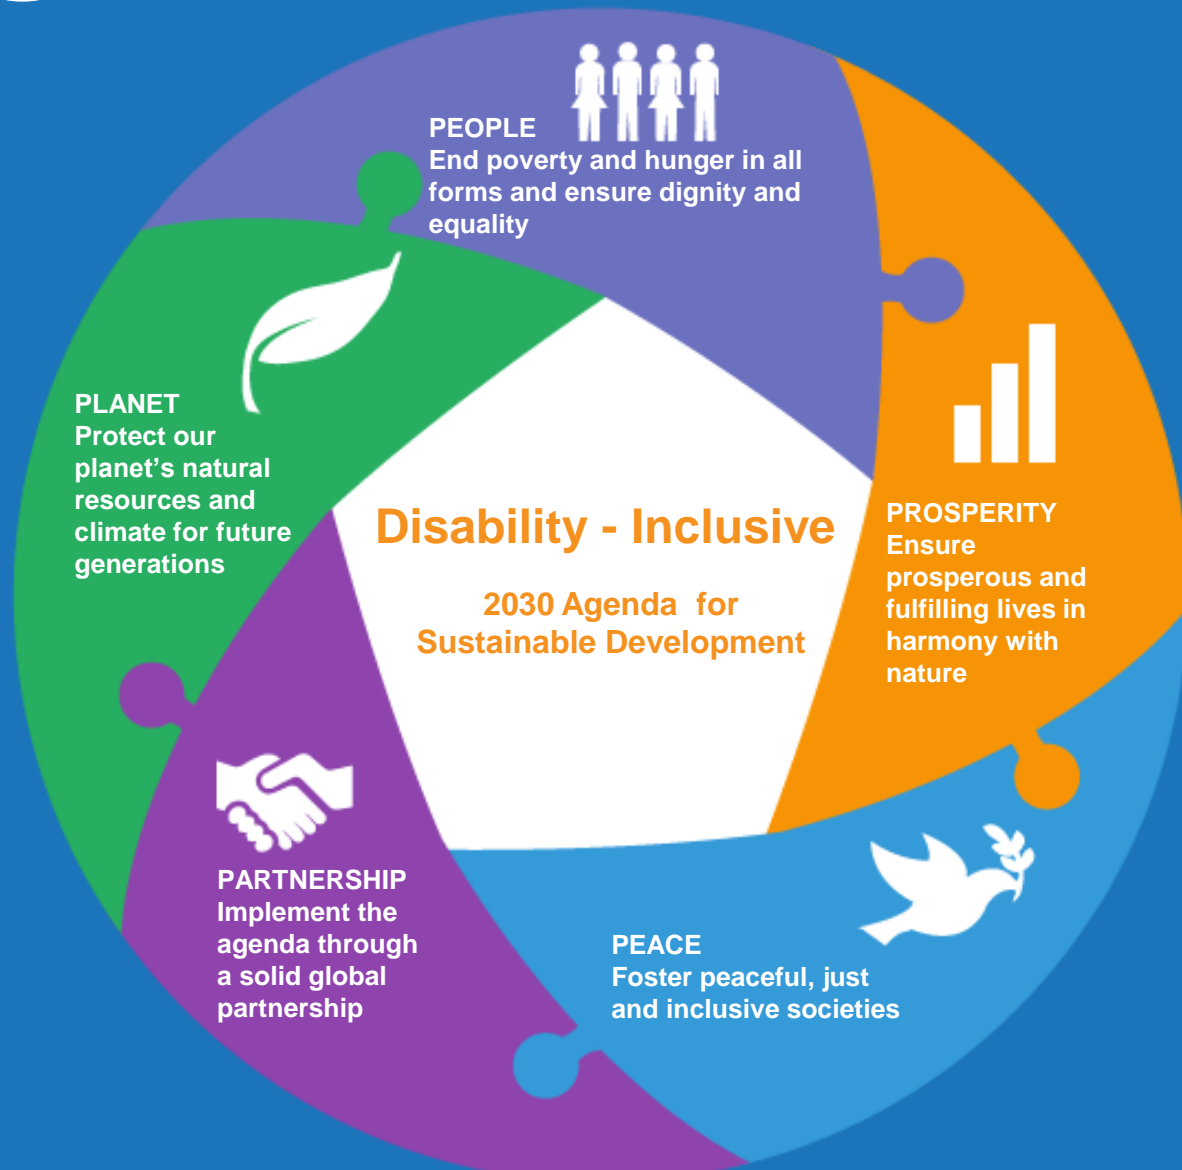 PEOPLE
End poverty and hunger in all
forms and ensure dignity and
equality
PLANET
Protect our
planet’s natural
resources and
climate for future
generations
Disability - Inclusive
2030 Agenda for
Sustainable Development
PROSPERITY
Ensure
prosperous and
fulfilling lives in
harmony with
nature
PARTNERSHIP
Implement the
agenda through
a solid global
partnership
PEACE
Foster peaceful, just
and inclusive societies